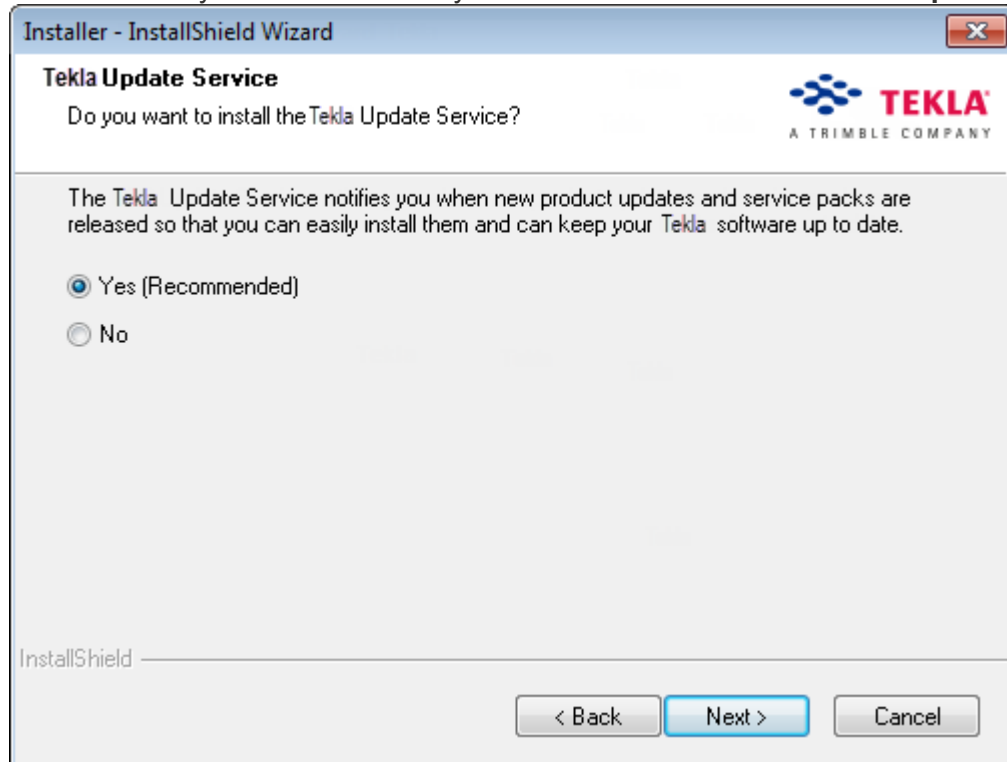 Installer - InstallShield Wizard
Tekla Update Service
Do you want to install the Tekla Update Service?
TEKLA
A TRIMBLE COMPANY
The Tekla Update Service notifies you when new product updates and service packs are
released so that you can easily install them and can keep your Tekla software up to date.
Yes (Recommended)
No
InstallShield
< Back
Next >
Cancel